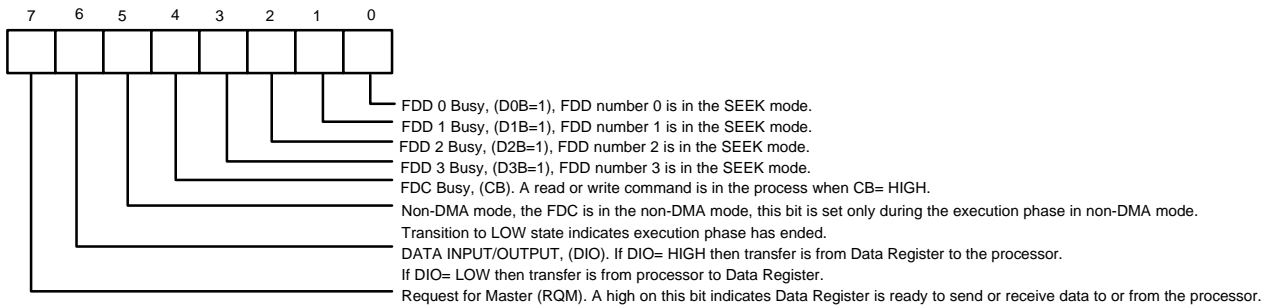 7 6 5 4 3 2 1 0
FDD 0 Busy, (D0B=1), FDD number 0 is in the SEEK mode.
FDD 1 Busy, (D1B=1), FDD number 1 is in the SEEK mode.
FDD 2 Busy, (D2B=1), FDD number 2 is in the SEEK mode.
FDD 3 Busy, (D3B=1), FDD number 3 is in the SEEK mode.
FDC Busy, (CB). A read or write command is in the process when CB= HIGH.
Non-DMA mode, the FDC is in the non-DMA mode, this bit is set only during the execution phase in non-DMA mode.
Transition to LOW state indicates execution phase has ended.
DATA INPUT/OUTPUT, (DIO). If DIO= HIGH then transfer is from Data Register to the processor.
If DIO= LOW then transfer is from processor to Data Register.
Request for Master (RQM). A high on this bit indicates Data Register is ready to send or receive data to or from the processor.